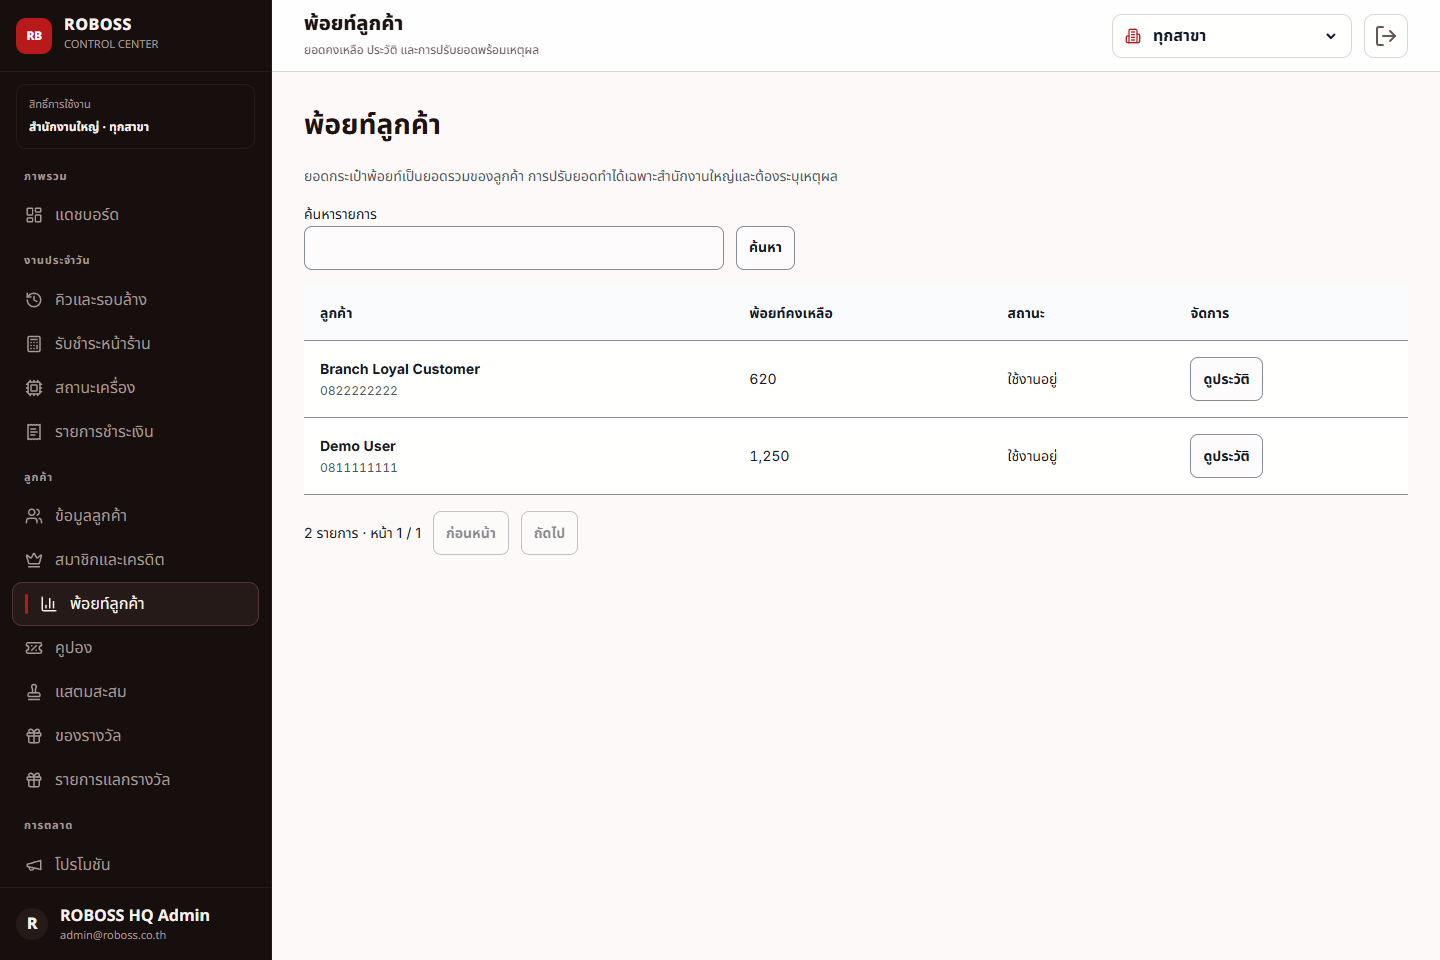 RB
ROBOSS
CONTROL CENTER
สิทธิ์การใช้งาน
สำนักงานใหญ่ · ทุกสาขา
ภาพรวม
แดชบอร์ด
งานประจำวัน
คิวและรอบล้าง
รับชำระหน้าร้าน
สถานะเครื่อง
รายการชำระเงิน
ลูกค้า
ข้อมูลลูกค้า
สมาชิกและเครดิต
พ้อยท์ลูกค้า
คูปอง
แสตมสะสม
ของรางวัล
รายการแลกรางวัล
การตลาด
โปรโมชัน
R
ROBOSS HQ Admin
admin@roboss.co.th
พ้อยท์ลูกค้า
ยอดคงเหลือ ประวัติ และการปรับยอดพร้อมเหตุผล
ทุกสาขา
พ้อยท์ลูกค้า
ยอดกระเป๋าพ้อยท์เป็นยอดรวมของลูกค้า การปรับยอดทำได้เฉพาะสำนักงานใหญ่และต้องระบุเหตุผล
ค้นหารายการ
ค้นหา
ลูกค้า พ้อยท์คงเหลือ สถานะ จัดการ
Branch Loyal Customer
0822222222
620 ใช้งานอยู่ ดูประวัติ
Demo User
0811111111
1,250 ใช้งานอยู่ ดูประวัติ
2 รายการ · หน้า 1 / 1 ก่อนหน้า ถัดไป